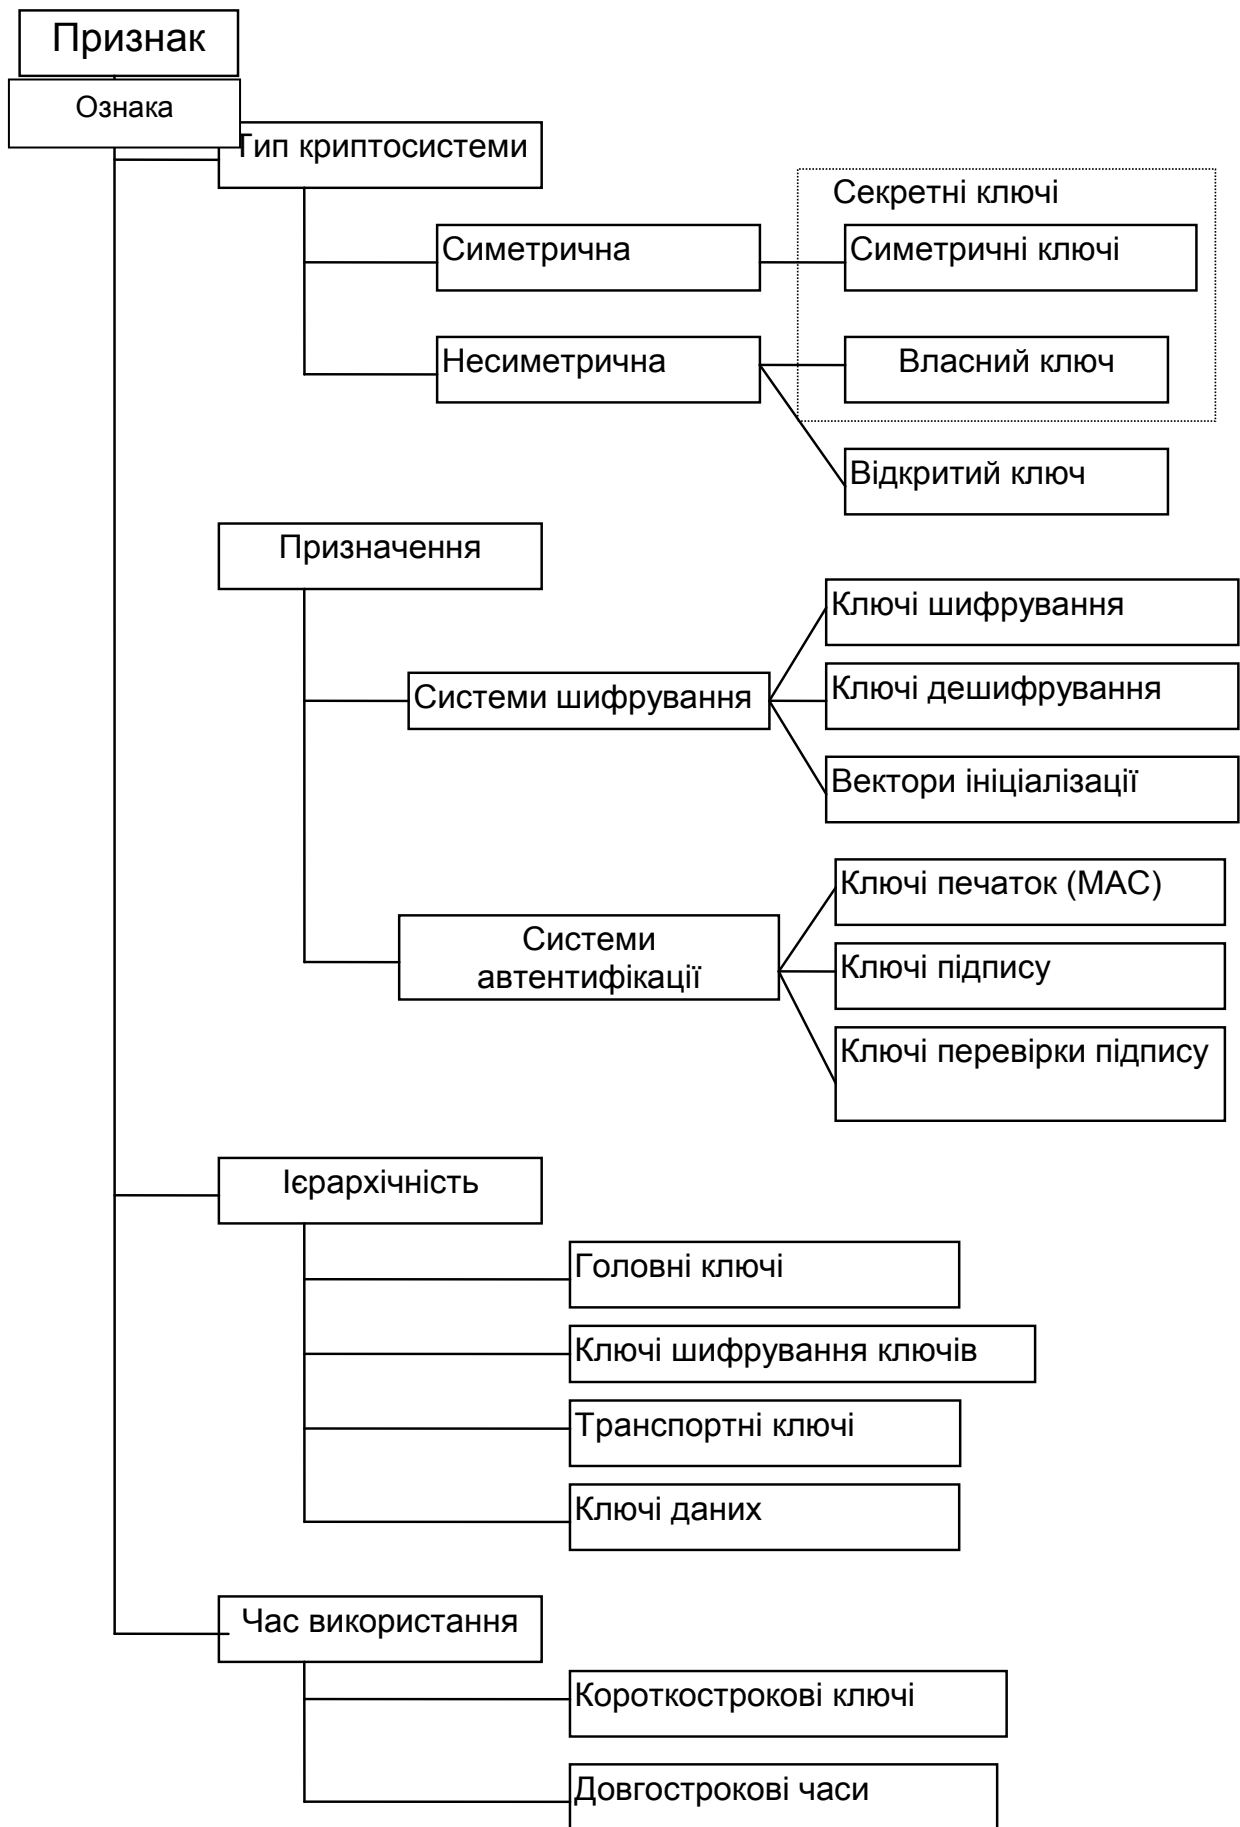 Признак
Ознака
Тип криптосистеми
Секретні ключі
Симетрична
Симетричні ключі
Несиметрична
Власний ключ
Відкритий ключ
Призначення
Ключі шифрування
Системи шифрування
Ключі дешифрування
Вектори ініціалізації
Ключі печаток (МАС)
Системи
автентифікації
Ключі підпису
Ключі перевірки підпису
Ієрархічність
Головні ключі
Ключі шифрування ключів
Транспортні ключі
Ключі даних
Час використання
Короткострокові ключі
Довгострокові часи